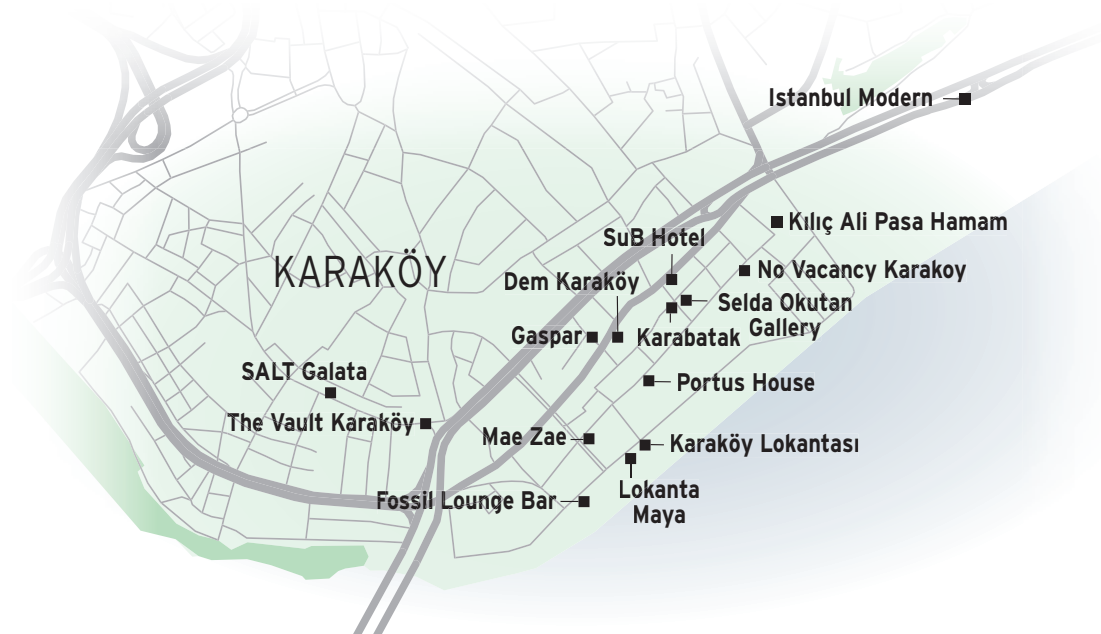 Istanbul Modern
Kılıç Ali Pasa Hamam
SuB Hotel
No Vacancy Karakoy
KARAKÖY
Dem Karaköy
Selda Okutan
Gallery
Gaspar
Karabatak
SALT Galata
Portus House
The Vault Karaköy
Mae Zae
Karaköy Lokantası
Lokanta
Maya
Fossil Lounge Bar